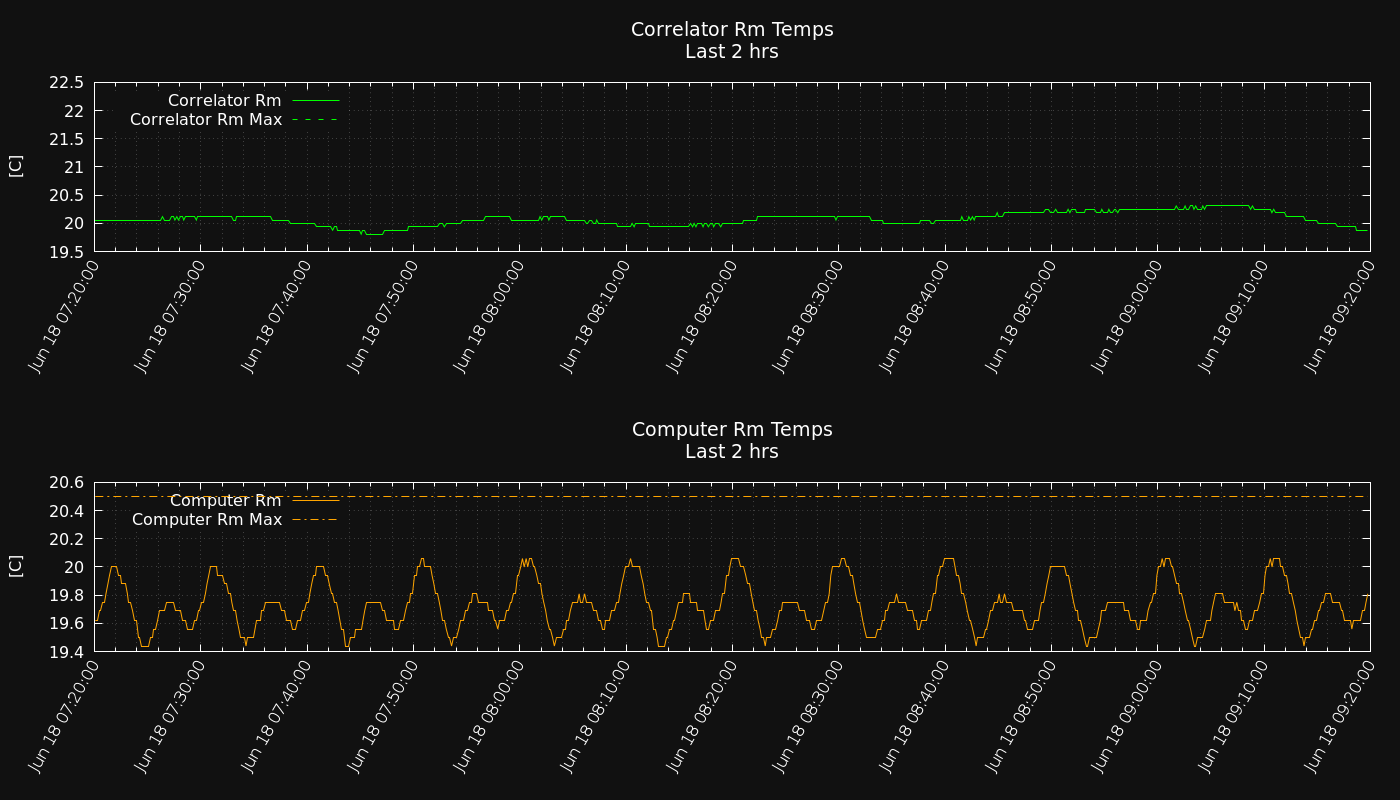 Correlator Rm Temps
Last 2 hrs
22.5
22
21.5
21
20.5
20
19.5
[C]
Correlator Rm
Correlator Rm Max
Jun 18 07:20:00
Jun 18 07:30:00
Jun 18 07:40:00
Jun 18 07:50:00
Jun 18 08:00:00
Jun 18 08:10:00
Jun 18 08:20:00
Jun 18 08:30:00
Jun 18 08:40:00
Jun 18 08:50:00
Jun 18 09:00:00
Jun 18 09:10:00
Jun 18 09:20:00
Computer Rm Temps
Last 2 hrs
20.6
20.4
20.2
20
19.8
19.6
19.4
[C]
Computer Rm
Computer Rm Max
Jun 18 07:20:00
Jun 18 07:30:00
Jun 18 07:40:00
Jun 18 07:50:00
Jun 18 08:00:00
Jun 18 08:10:00
Jun 18 08:20:00
Jun 18 08:30:00
Jun 18 08:40:00
Jun 18 08:50:00
Jun 18 09:00:00
Jun 18 09:10:00
Jun 18 09:20:00